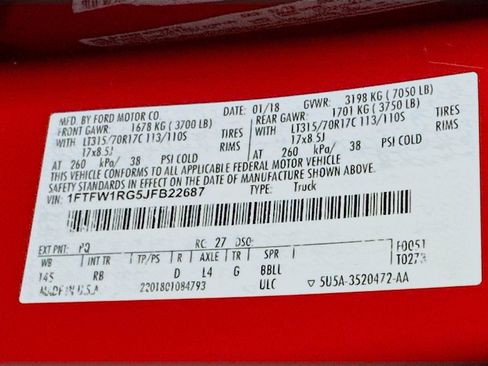 MFD. BY FORD MOTOR CO. DATE: 01/18 GVWR: 3198 KG ( 7050 LB)
FRONT GAWR: 1678 KG ( 3700 LB) REAR GAWR: 1701 KG ( 3750 LB)
WITH LT315/70R17C 113/110S TIRES WITH LT315/70R17C 113/110S TIRES
17x8.5J RIMS 17x8.5J RIMS
AT 260 kPa/ 38 PSI COLD AT 260 kPa/ 38 PSI COLD
THIS VEHICLE CONFORMS TO ALL APPLICABLE FEDERAL MOTOR VEHICLE
SAFETY STANDARDS IN EFFECT ON THE DATE OF MANUFACTURE SHOWN ABOVE.
VIN: 1FTFW1RG5JFB22687 TYPE: Truck
EXT PNT: PQ RC: 27 DSO: F0051
WB INT TR TP/PS R AXLE TR SPR T0273
145 RB D L4 G BBLL
MADE IN U.S.A 2201801084793 ULC ▽ 5U5A-3520472-AA